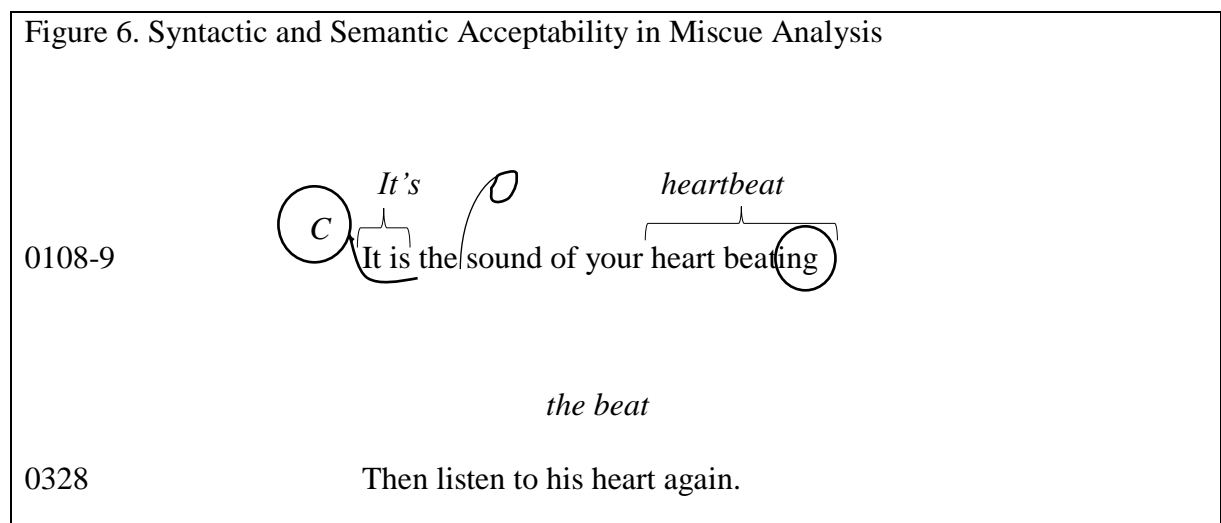 Figure 6. Syntactic and Semantic Acceptability in Miscue Analysis
It’s heartbeat
C
0108-9 It is the sound of your heart beating
the beat
0328 Then listen to his heart again.